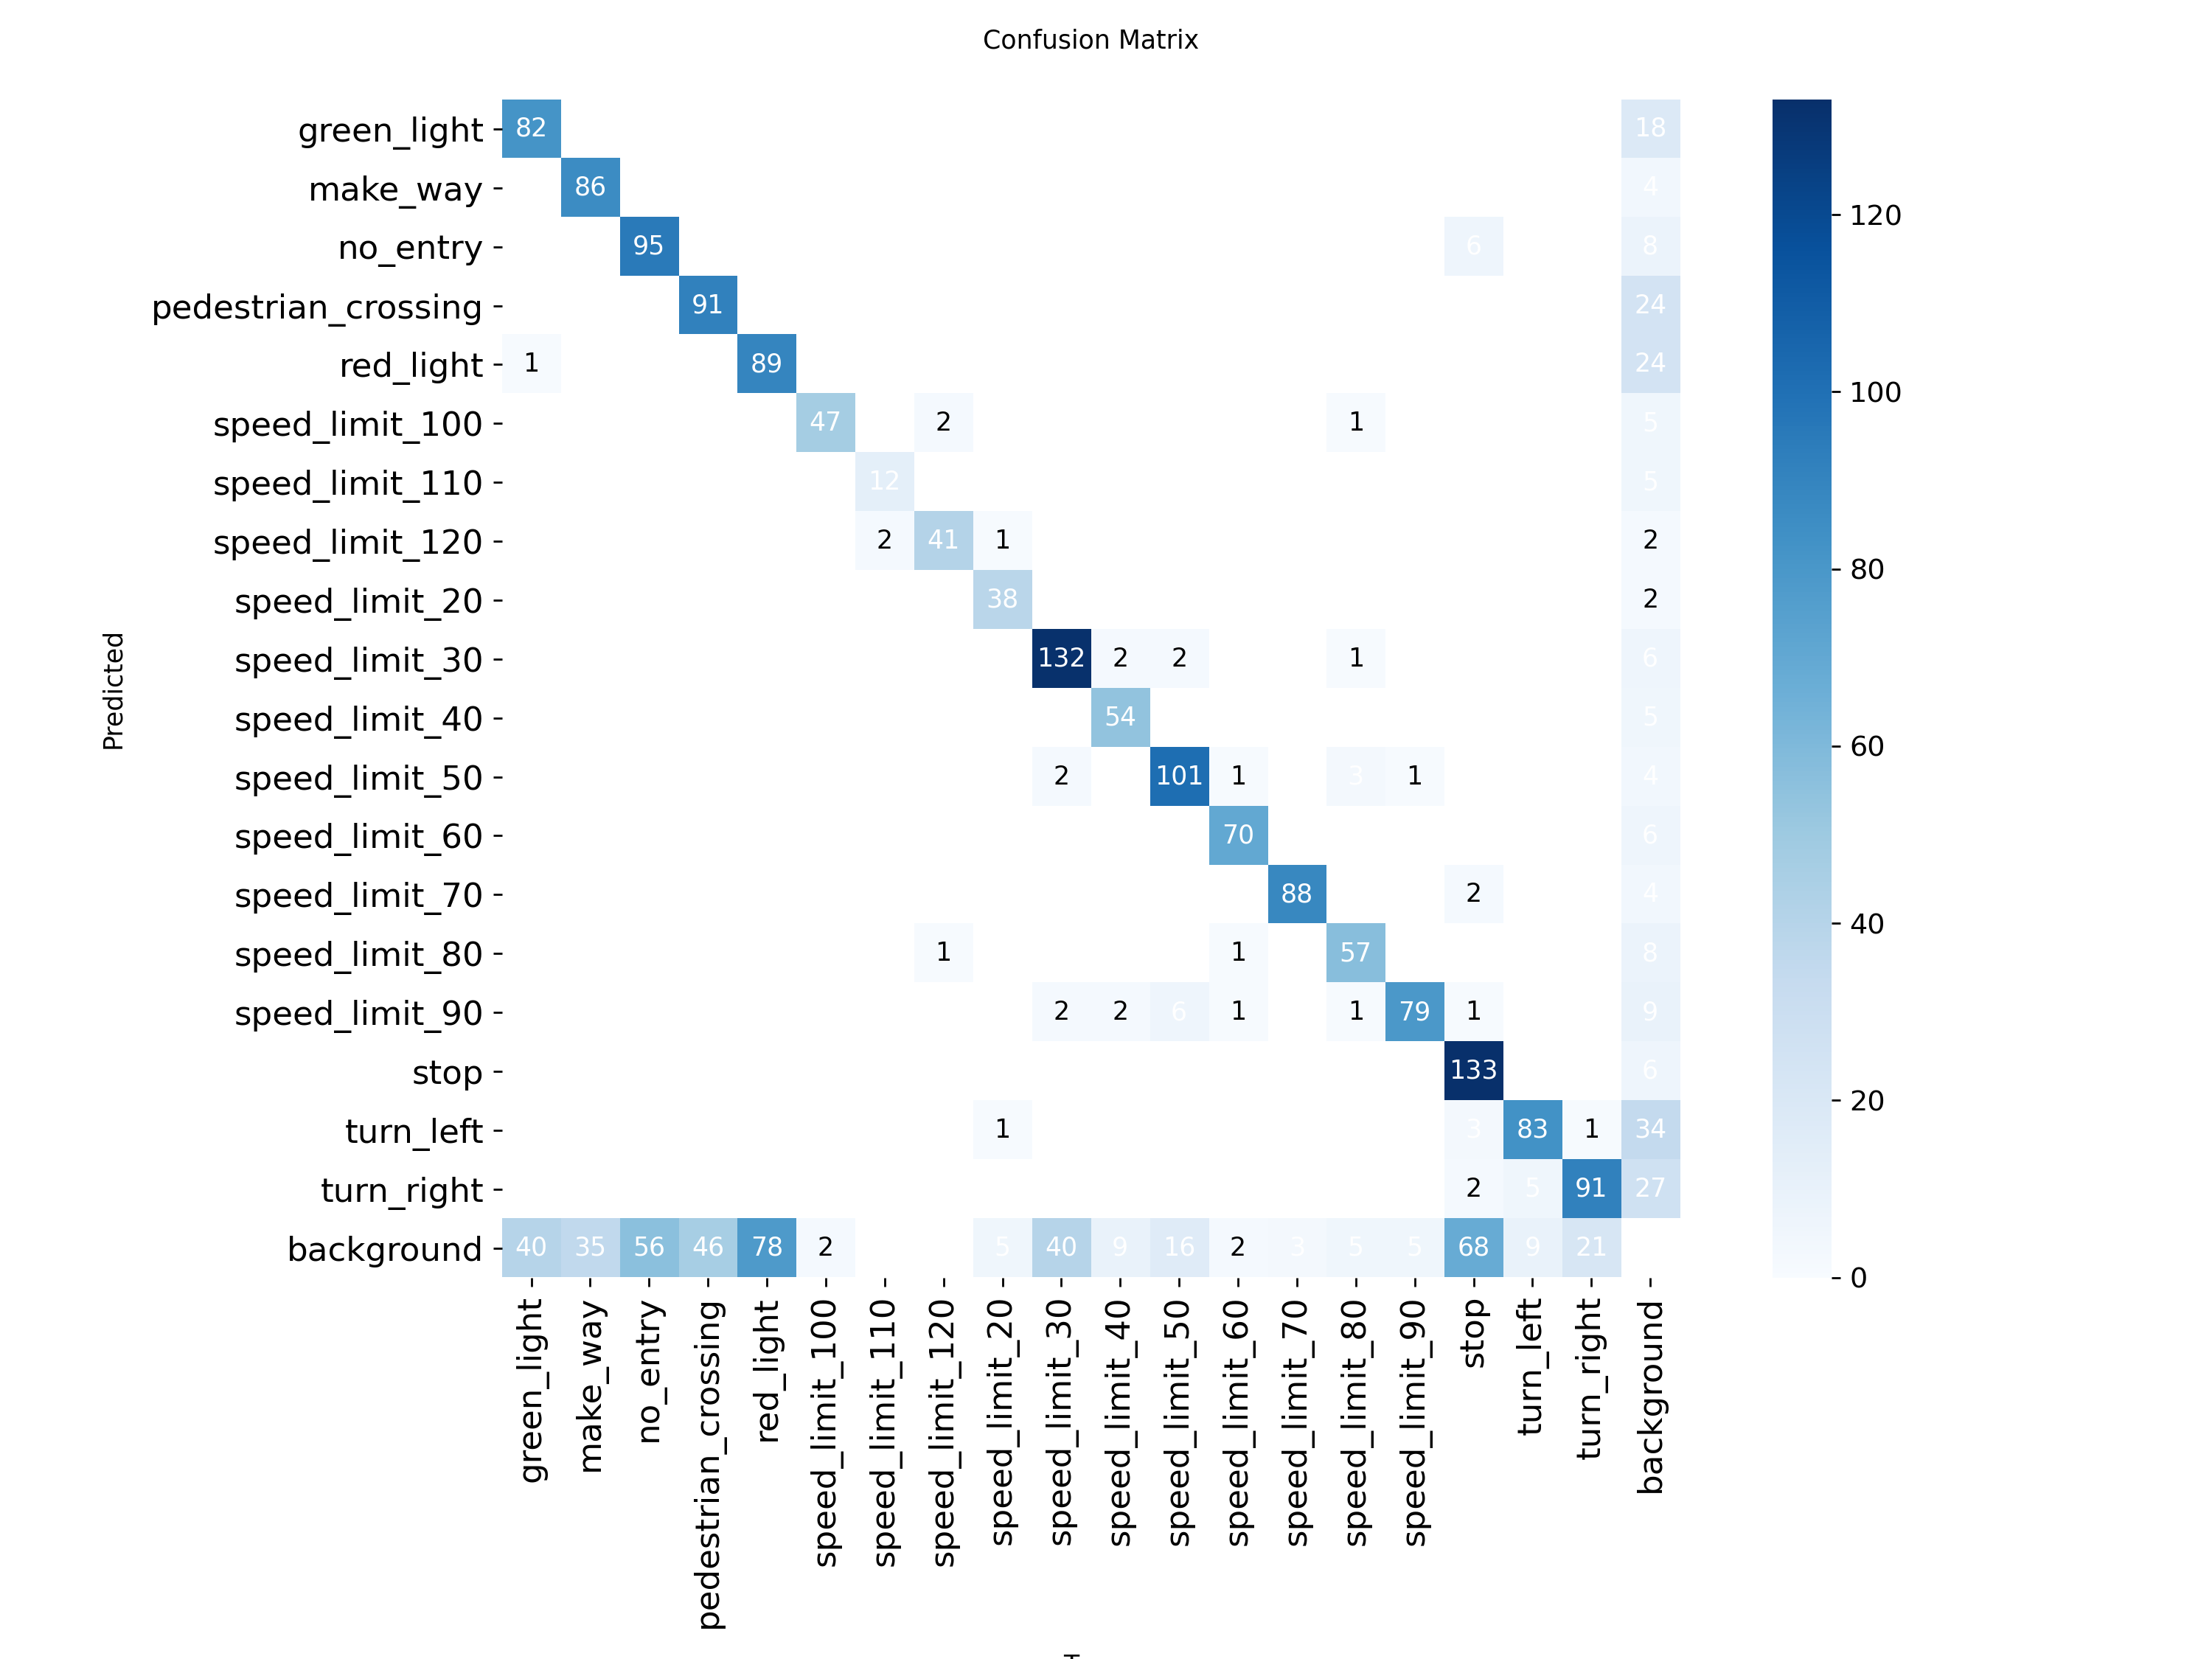 Confusion Matrix
green_light 82 18
make_way 86 4
no_entry 95 6 8
pedestrian_crossing 91 24
red_light 1 89 24
speed_limit_100 47 2 1 5
speed_limit_110 12 5
speed_limit_120 2 41 1 2
speed_limit_20 38 2
speed_limit_30 132 2 2 1 6
speed_limit_40 54 5
speed_limit_50 2 101 1 3 1 4
speed_limit_60 70 6
speed_limit_70 88 2 4
speed_limit_80 1 1 57 8
speed_limit_90 2 2 6 1 1 79 1 9
stop 133 6
turn_left 1 3 83 1 34
turn_right 2 5 91 27
background 40 35 56 46 78 2 5 40 9 16 2 3 5 5 68 9 21
Predicted
green_light
make_way
no_entry
pedestrian_crossing
red_light
speed_limit_100
speed_limit_110
speed_limit_120
speed_limit_20
speed_limit_30
speed_limit_40
speed_limit_50
speed_limit_60
speed_limit_70
speed_limit_80
speed_limit_90
stop
turn_left
turn_right
background
120
100
80
60
40
20
0